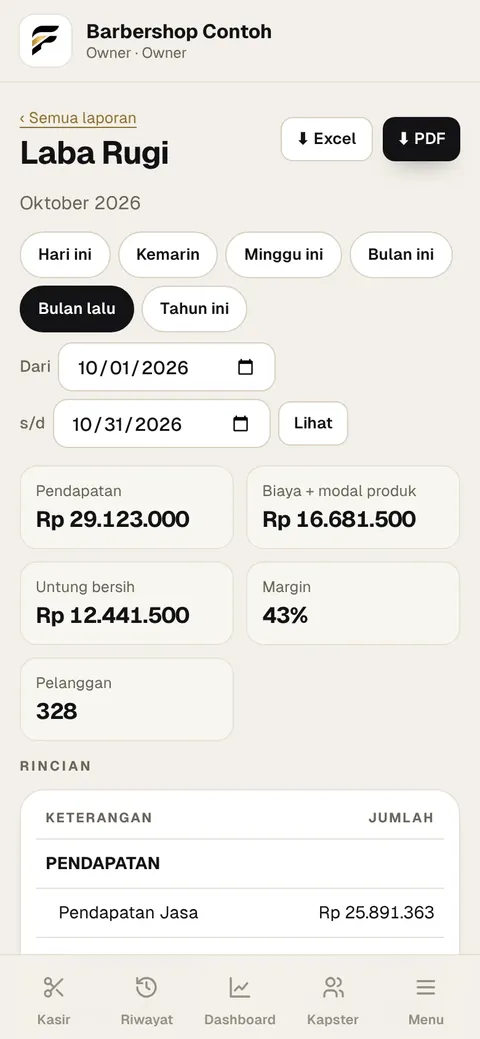 Barbershop Contoh
Owner · Owner
‹ Semua laporan
Laba Rugi
⬇ Excel
⬇ PDF
Oktober 2026
Hari ini
Kemarin
Minggu ini
Bulan ini
Bulan lalu
Tahun ini
Dari
10/01/2026
s/d
10/31/2026
Lihat
Pendapatan
Rp 29.123.000
Biaya + modal produk
Rp 16.681.500
Untung bersih
Rp 12.441.500
Margin
43%
Pelanggan
328
RINCIAN
KETERANGAN JUMLAH
PENDAPATAN
Pendapatan Jasa Rp 25.891.363
Kasir
Riwayat
Dashboard
Kapster
Menu